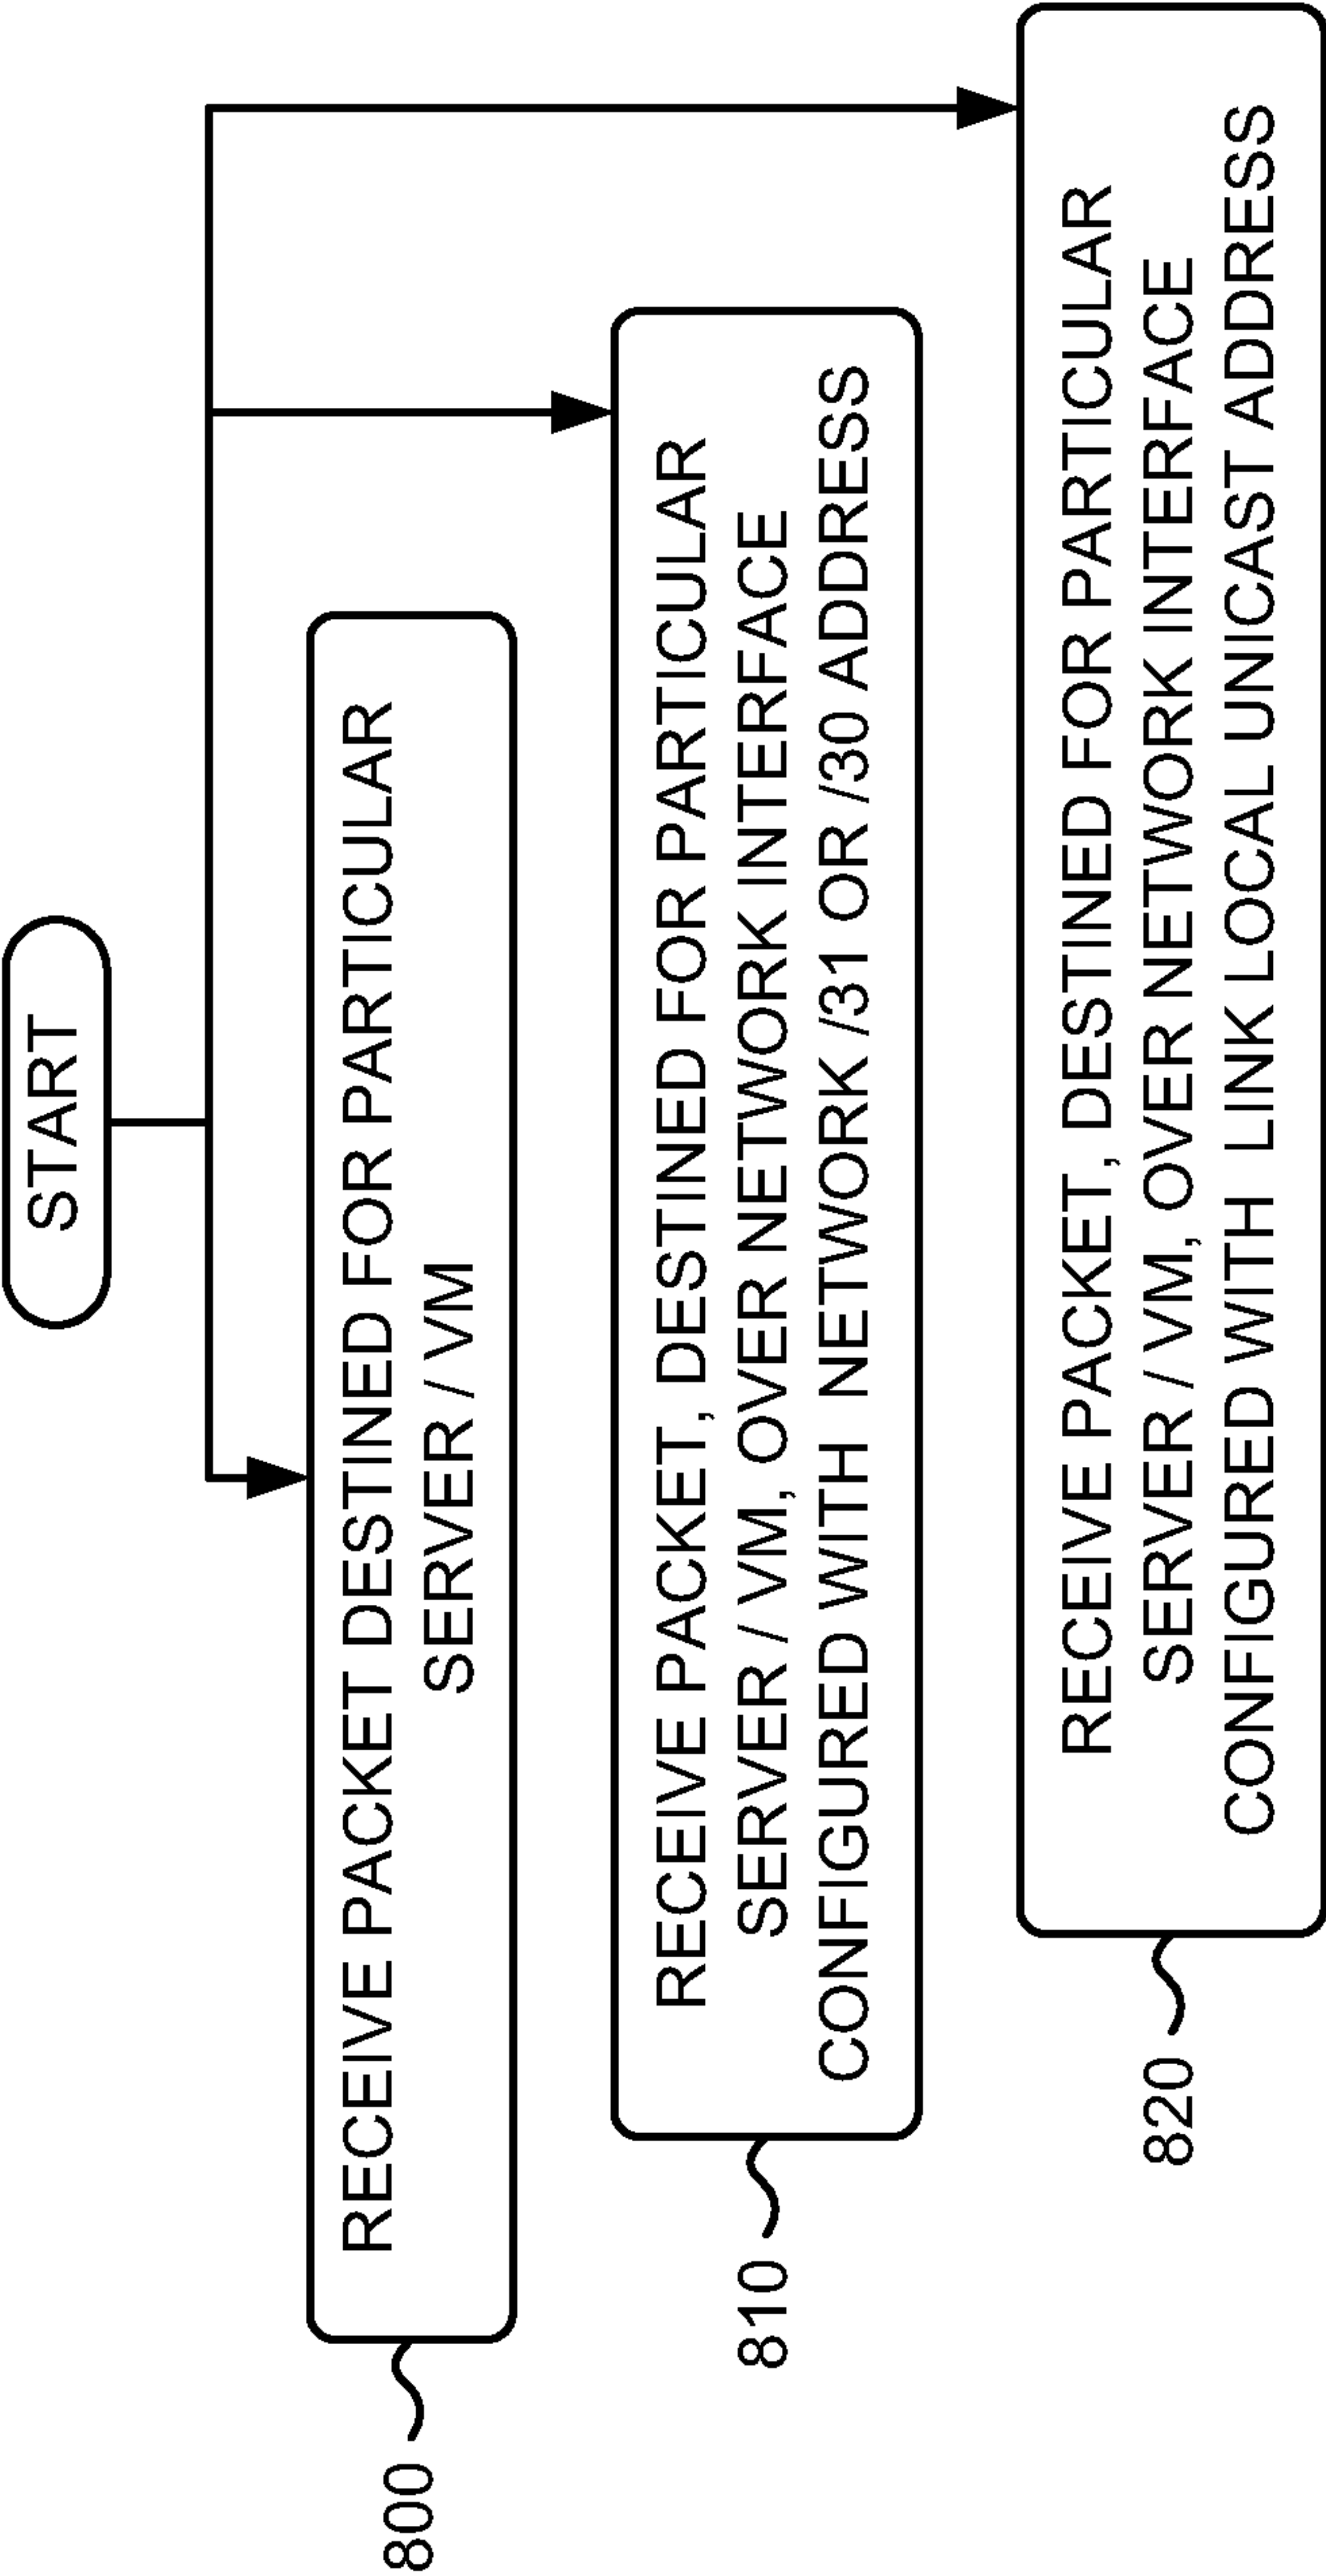 START
RECEIVE PACKET DESTINED FOR PARTICULAR
SERVER / VM
800
RECEIVE PACKET, DESTINED FOR PARTICULAR
SERVER / VM, OVER NETWORK INTERFACE
CONFIGURED WITH NETWORK /31 OR /30 ADDRESS
810
RECEIVE PACKET, DESTINED FOR PARTICULAR
SERVER / VM, OVER NETWORK INTERFACE
CONFIGURED WITH LINK LOCAL UNICAST ADDRESS
820